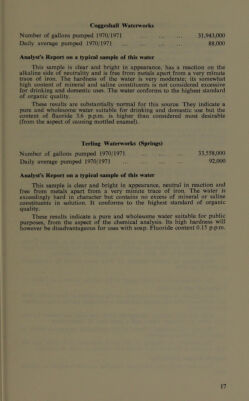 Coggeshall Waterworks
Number of gallons pumped 1970/1971 ... ... ... 31,943,000
Daily average pumped 1970/1971 ... ... ... 88,000
Analyst's Report on a typical sample of this water
This sample is clear and bright in appearance, has a reaction on the
alkaline side of neutrality and is free from metals apart from a very minute
trace of iron. The hardness of the water is very moderate; its somewhat
high content of mineral and saline constituents is not considered excessive
for drinking and domestic uses. The water conforms to the highest standard
of organic quality.
These results are substantially normal for this source. They indicate a
pure and wholesome water suitable for drinking and domestic use but the
content of fluoride 3.6 p.p.m. is higher than considered most desirable
(from the aspect of causing mottled enamel).
Terling Waterworks (Springs)
Number of gallons pumped 1970/1971 ... ... ... 33,558,000
Daily average pumped 1970/1971 ... ... ... 92,000
Analyst's Report on a typical sample of this water
This sample is clear and bright in appearance, neutral in reaction and
free from metals apart from a very minute trace of iron. The water is
exceedingly hard in character but contains no excess of mineral or saline
constituents in solution. It conforms to the highest standard of organic
quality.
These results indicate a pure and wholesome water suitable for public
purposes, from the aspect of the chemical analysis. Its high hardness will
however be disadvantageous for uses with soap. Fluoride content 0.15 p.p.m.
17